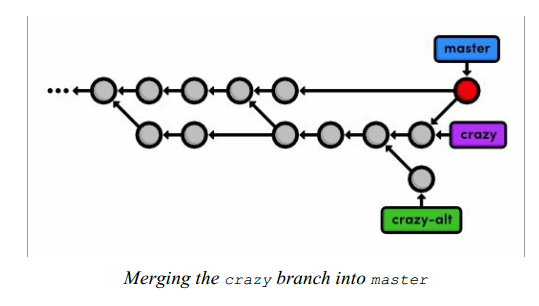 master
crazy
crazy-alt
Merging the crazy branch into master